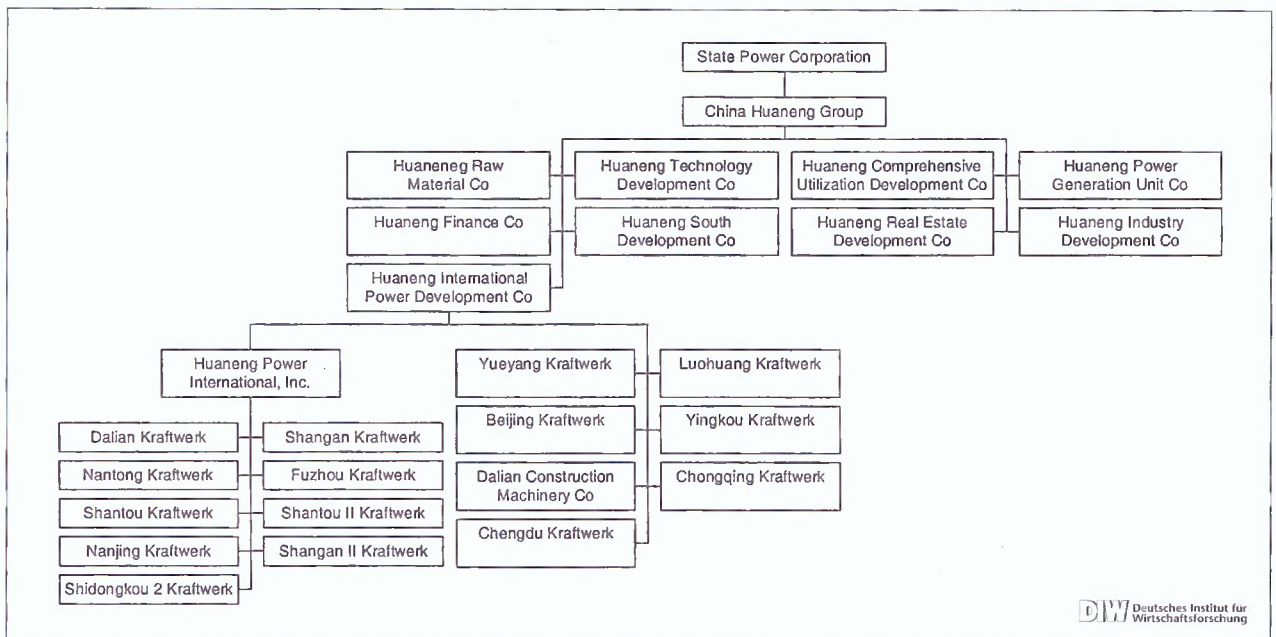 State Power Corporation
China Huaneng Group
Huaneneg Raw
Material Co
Huaneng Technology
Development Co
Huaneng Comprehensive
Utilization Development Co
Huaneng Power
Generation Unit Co
Huaneng Finance Co
Huaneng South
Development Co
Huaneng Real Estate
Development Co
Huaneng Industry
Development Co
Huaneng International
Power Development Co
Huaneng Power
International, Inc.
Yueyang Kraftwerk
Luohuang Kraftwerk
Beijing Kraftwerk
Yingkou Kraftwerk
Dalian Kraftwerk
Shangan Kraftwerk
Nantong Kraftwerk
Fuzhou Kraftwerk
Dalian Construction
Machinery Co
Chongqing Kraftwerk
Shantou Kraftwerk
Shantou II Kraftwerk
Chengdu Kraftwerk
Nanjing Kraftwerk
Shangan II Kraftwerk
Shidongkou 2 Kraftwerk
DIW Deutsches Institut für
Wirtschaftsforschung